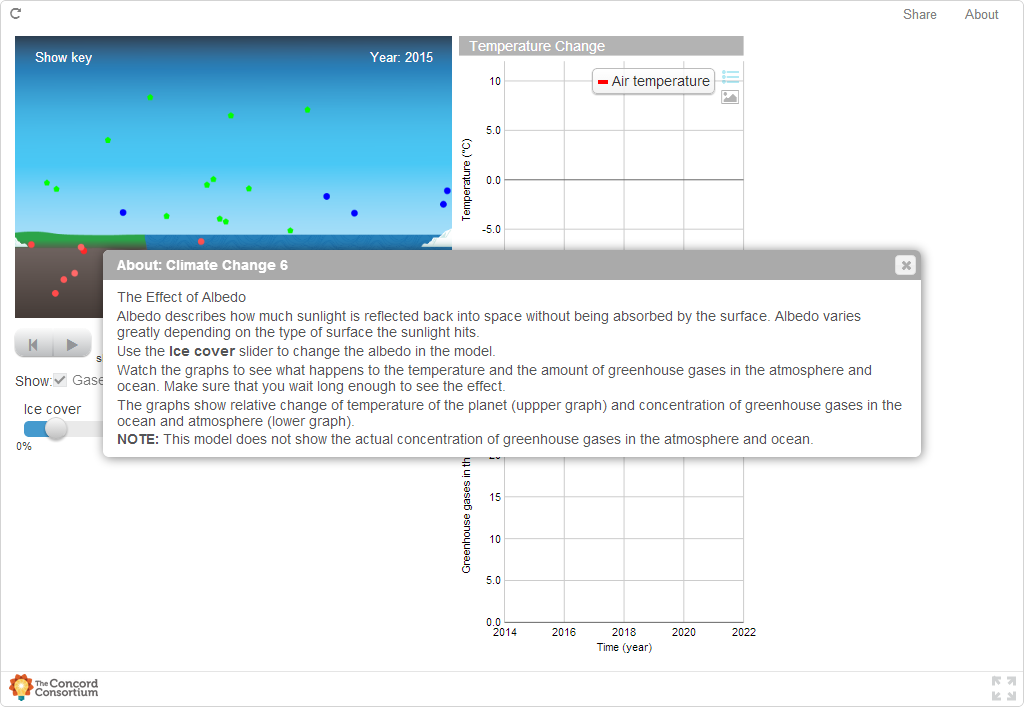 Share
About
Show key
Year: 2015
Temperature Change
Air temperature
10
5.0
0.0
-5.0
Temperature (°C)
About: Climate Change 6
The Effect of Albedo
Albedo describes how much sunlight is reflected back into space without being absorbed by the surface. Albedo varies
greatly depending on the type of surface the sunlight hits.
Use the Ice cover slider to change the albedo in the model.
Watch the graphs to see what happens to the temperature and the amount of greenhouse gases in the atmosphere and
ocean. Make sure that you wait long enough to see the effect.
The graphs show relative change of temperature of the planet (uppper graph) and concentration of greenhouse gases in the
ocean and atmosphere (lower graph).
NOTE: This model does not show the actual concentration of greenhouse gases in the atmosphere and ocean.
Show:
Gase
Ice cover
0%
Greenhouse gases in th
15
10
5.0
0.0
2014
2016
2018
2020
2022
Time (year)
The Concord
Consortium